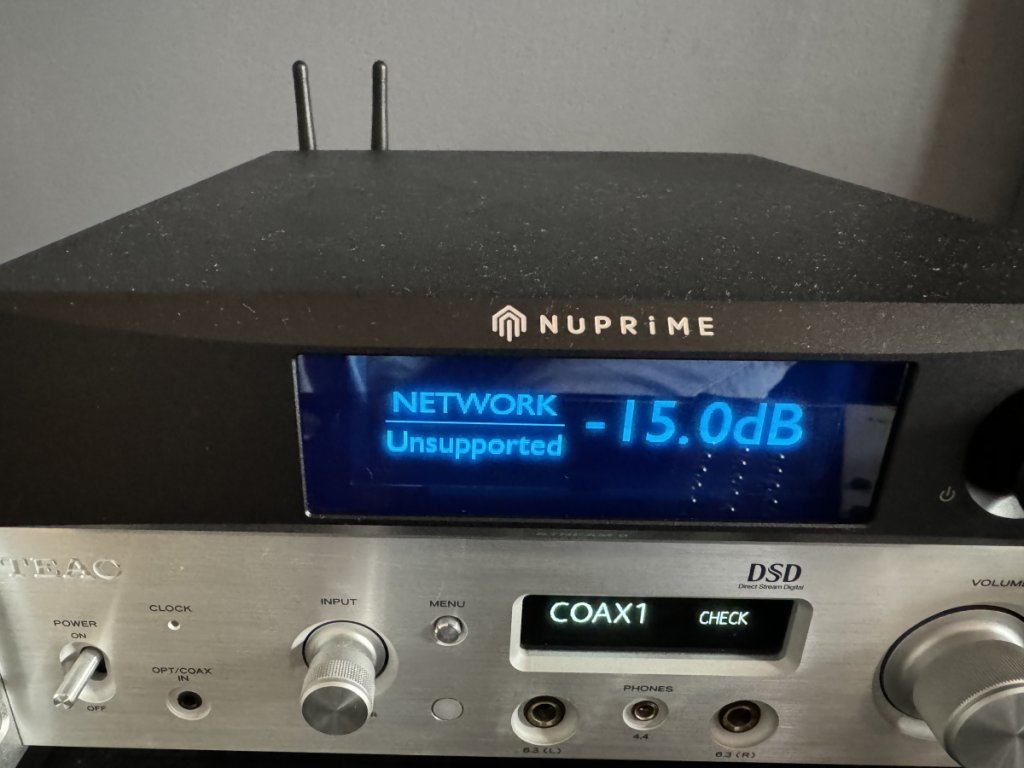 NUPRiME
NETWORK
Unsupported
-15.0dB
TEAC
CLOCK
POWER
ON
OFF
OPT/COAX
IN
INPUT
MENU
COAX1
CHECK
DSD
Direct Stream Digital
VOLUME
PHONES
6.3 (L)
4.4
6.3 (R)